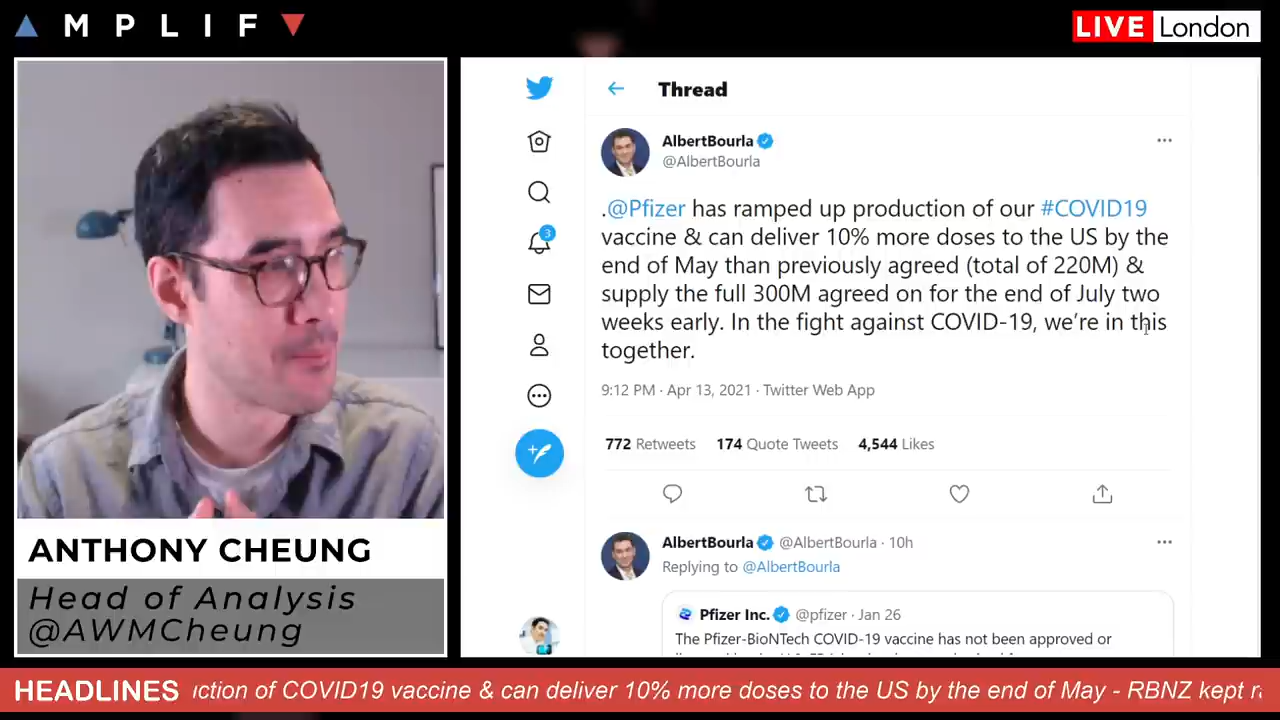 AMPLIFY
LIVE London
Thread
AlbertBourla
@AlbertBourla
.@Pfizer has ramped up production of our #COVID19
vaccine & can deliver 10% more doses to the US by the
end of May than previously agreed (total of 220M) &
supply the full 300M agreed on for the end of July two
weeks early. In the fight against COVID-19, we're in this
together.
9:12 PM · Apr 13, 2021 · Twitter Web App
772 Retweets 174 Quote Tweets 4,544 Likes
3
AlbertBourla @AlbertBourla · 10h
Replying to @AlbertBourla
Pfizer Inc. @pfizer · Jan 26
The Pfizer-BioNTech COVID-19 vaccine has not been approved or
ANTHONY CHEUNG
Head of Analysis
@AWMCheung
HEADLINES uction of COVID19 vaccine & can deliver 10% more doses to the US by the end of May - RBNZ kept